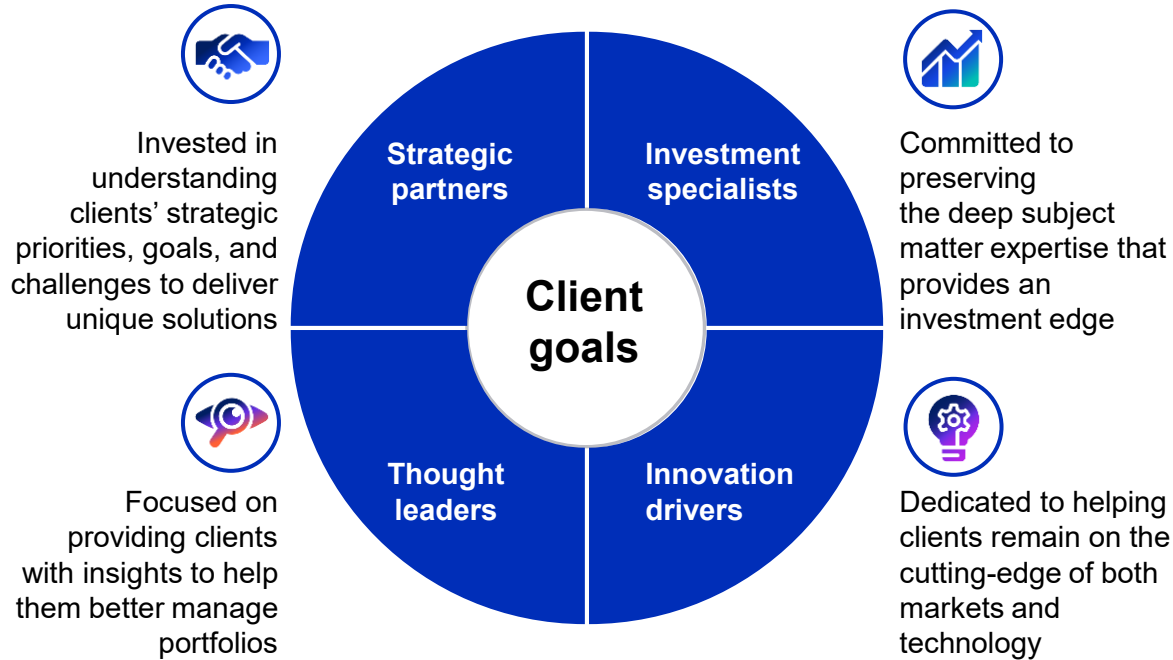 Invested in
understanding
clients’ strategic
priorities, goals, and
challenges to deliver
unique solutions
Strategic
partners
Investment
specialists
Committed to
preserving
the deep subject
matter expertise that
provides an
investment edge
Client
goals
Focused on
providing clients
with insights to help
them better manage
portfolios
Thought
leaders
Innovation
drivers
Dedicated to helping
clients remain on the
cutting-edge of both
markets and
technology